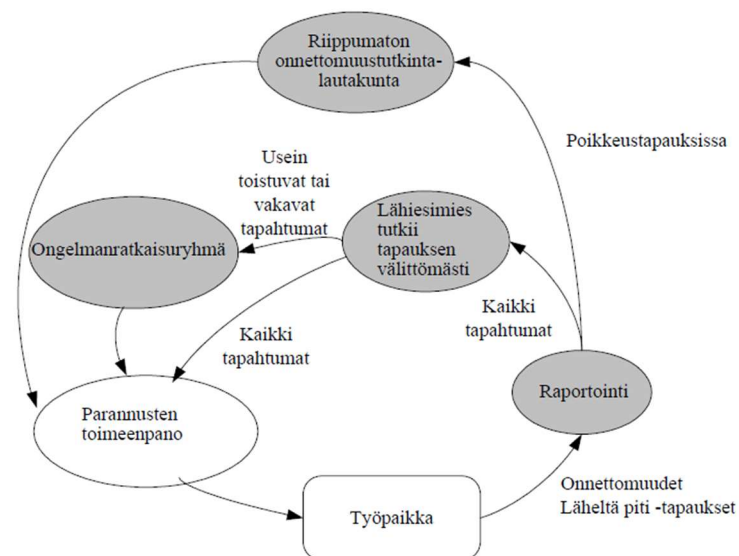 Riippumaton
onnettomuustutkinta-
lautakunta
Poikkeustapauksissa
Usein
toistuvat tai
vakavat
tapahtumat
Lähiesimies
tutkii
tapauksen
välittömästi
Ongelmanratkaisuryhmä
Kaikki
tapahtumat
Kaikki
tapahtumat
Raportointi
Parannusten
toimeenpano
Onnettomuudet
Läheltä piti -tapaukset
Työpaikka